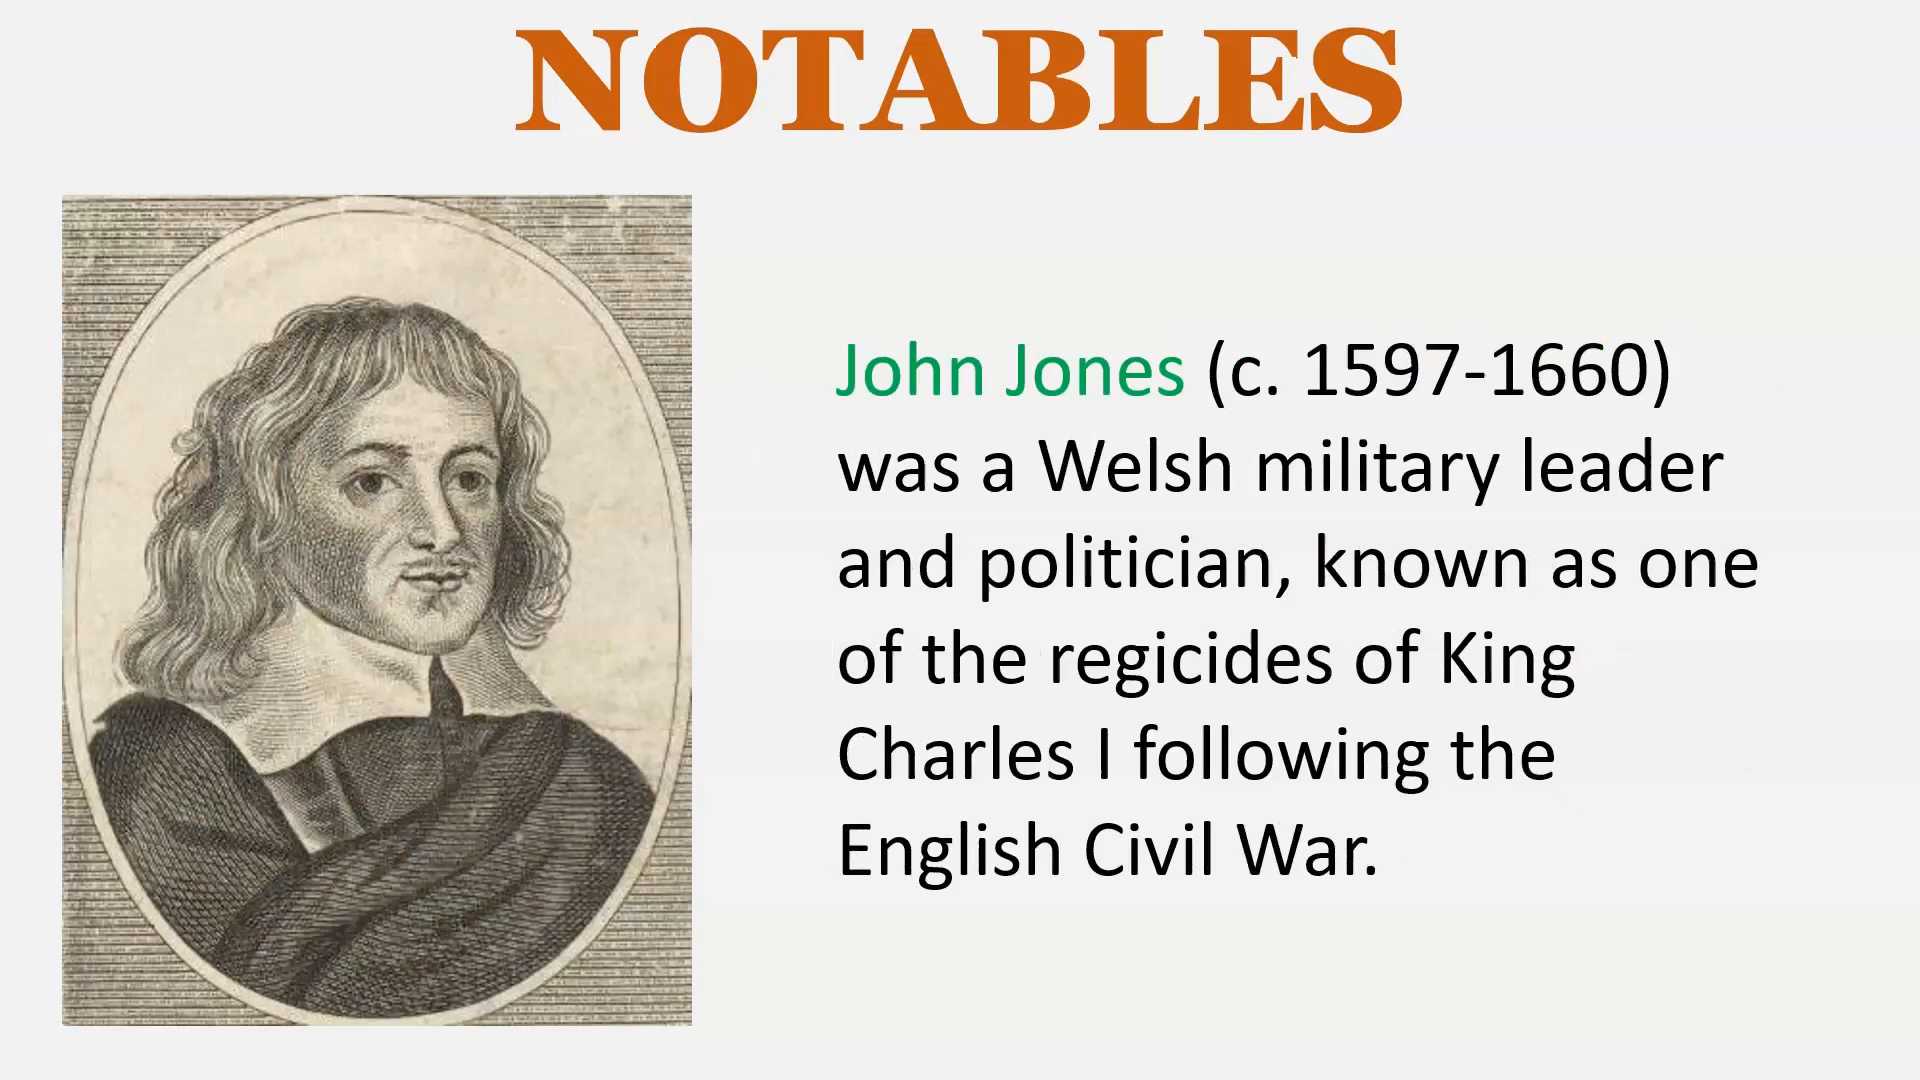 NOTABLES
John Jones (c. 1597-1660)
was a Welsh military leader
and politician, known as one
of the regicides of King
Charles I following the
English Civil War.